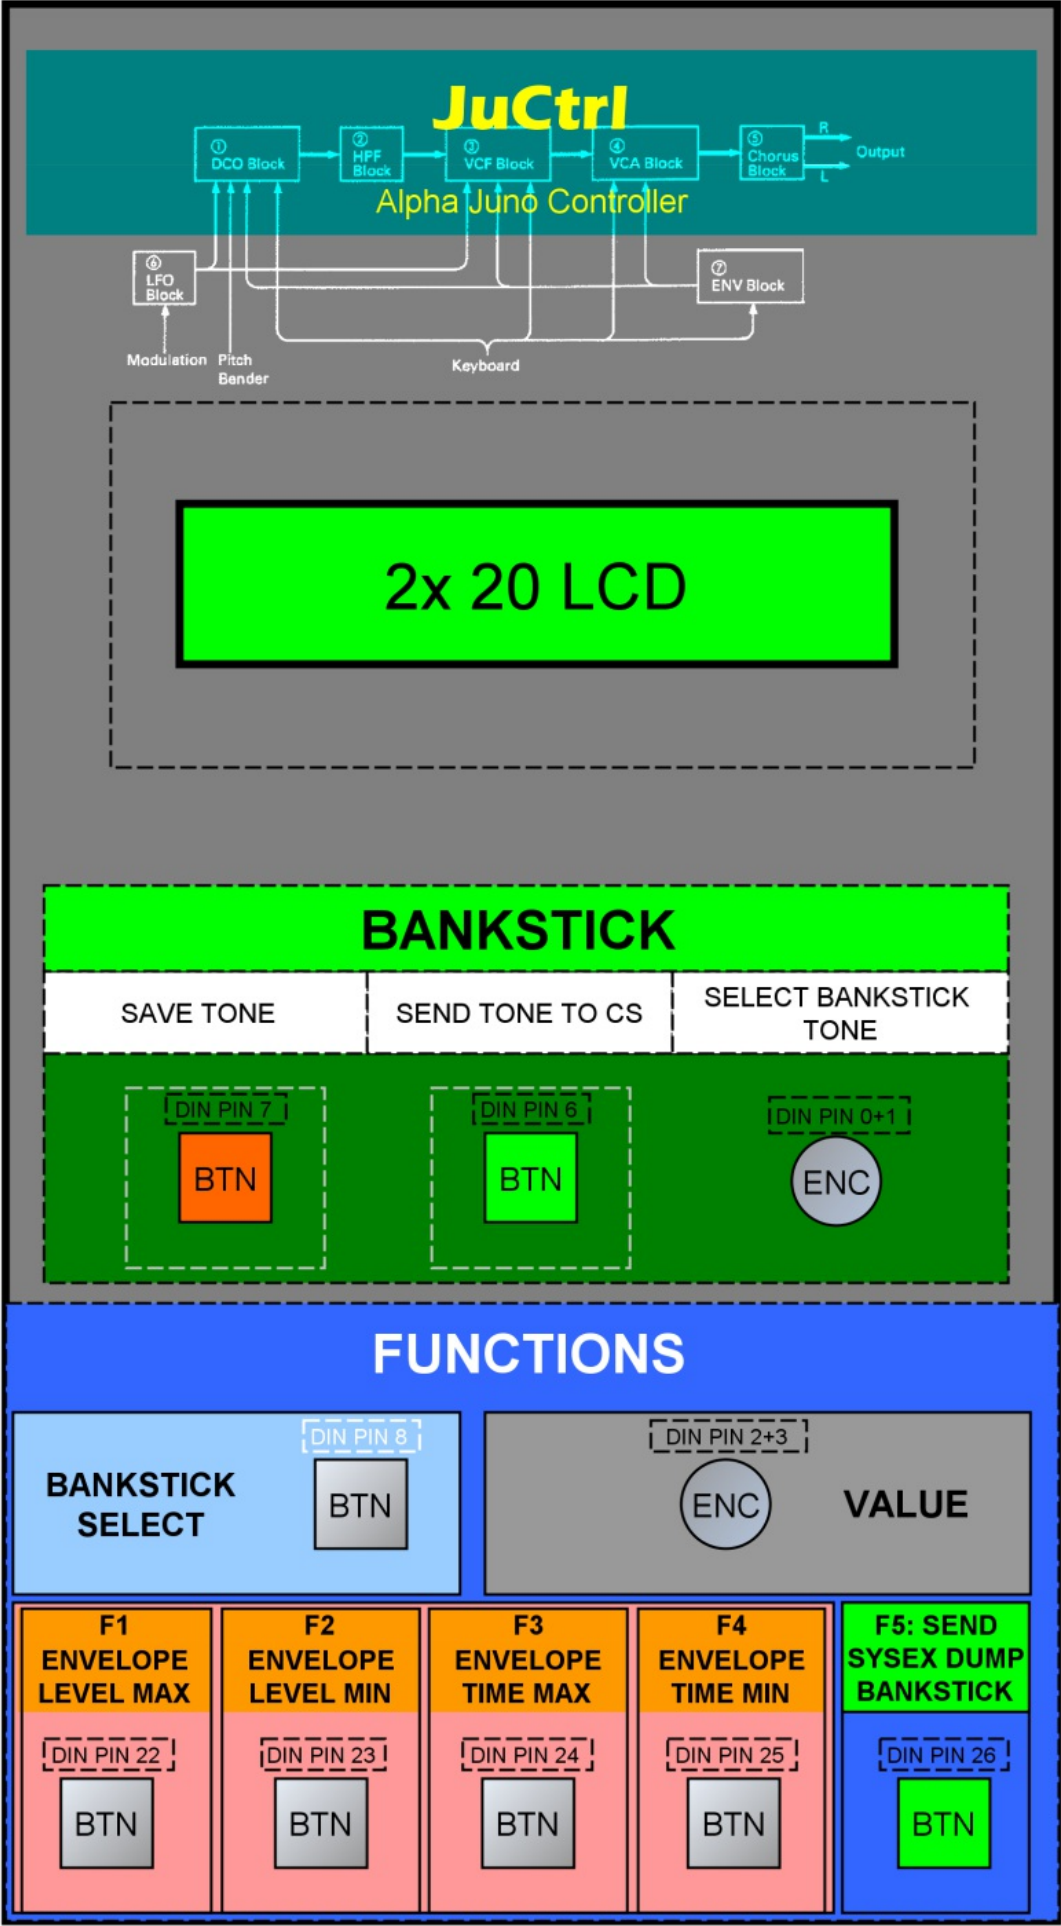 JuCtrl
① DCO Block
② HPF Block
③ VCF Block
④ VCA Block
⑤ Chorus Block
R
Output
L
Alpha Juno Controller
⑥ LFO Block
⑦ ENV Block
Modulation
Pitch Bender
Keyboard
2x 20 LCD
BANKSTICK
SAVE TONE
SEND TONE TO CS
SELECT BANKSTICK
TONE
DIN PIN 7
DIN PIN 6
DIN PIN 0+1
BTN
BTN
ENC
FUNCTIONS
DIN PIN 8
BANKSTICK
SELECT
BTN
DIN PIN 2+3
ENC
VALUE
F1
ENVELOPE
LEVEL MAX
F2
ENVELOPE
LEVEL MIN
F3
ENVELOPE
TIME MAX
F4
ENVELOPE
TIME MIN
F5: SEND
SYSEX DUMP
BANKSTICK
DIN PIN 22
DIN PIN 23
DIN PIN 24
DIN PIN 25
DIN PIN 26
BTN
BTN
BTN
BTN
BTN